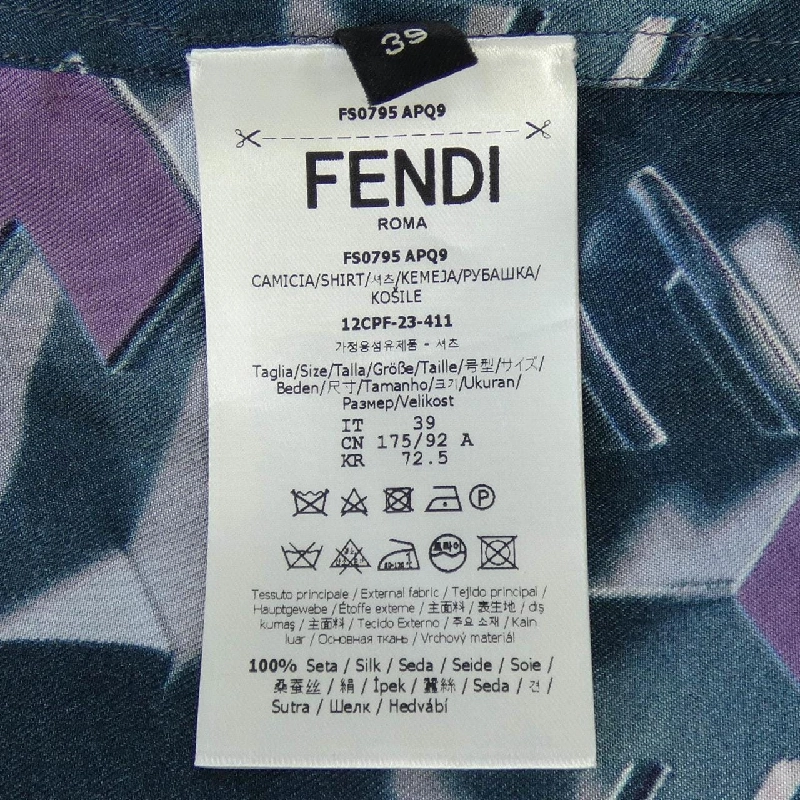 39
FS0795 APQ9
FENDI
ROMA
FS0795 APQ9
CAMICIA/SHIRT/셔츠/KEMEJA/РУБАШКА/
KOŠILE
12CPF-23-411
가정용섬유제품 - 셔츠
Taglia/Size/Talla/Größe/Taille/号型/サイズ/
Beden/尺寸/Tamanho/크기/Ukuran/
Размер/Velikost
IT 39
CN 175/92 A
KR 72.5
P
드라이
Tessuto principale / External fabric / Tejido principal /
Hauptgewebe / Étoffe externe / 主面料 / 表生地 / diş
kumaş / 主面料 / Tecido Externo / 주요 소재 / Kain
luar / Основная ткань / Vrchový materiál
100% Seta / Silk / Seda / Seide / Soie /
桑蚕丝 / 絹 / İpek / 蠶絲 / Seda / 견 /
Sutra / Шелк / Hedvábí